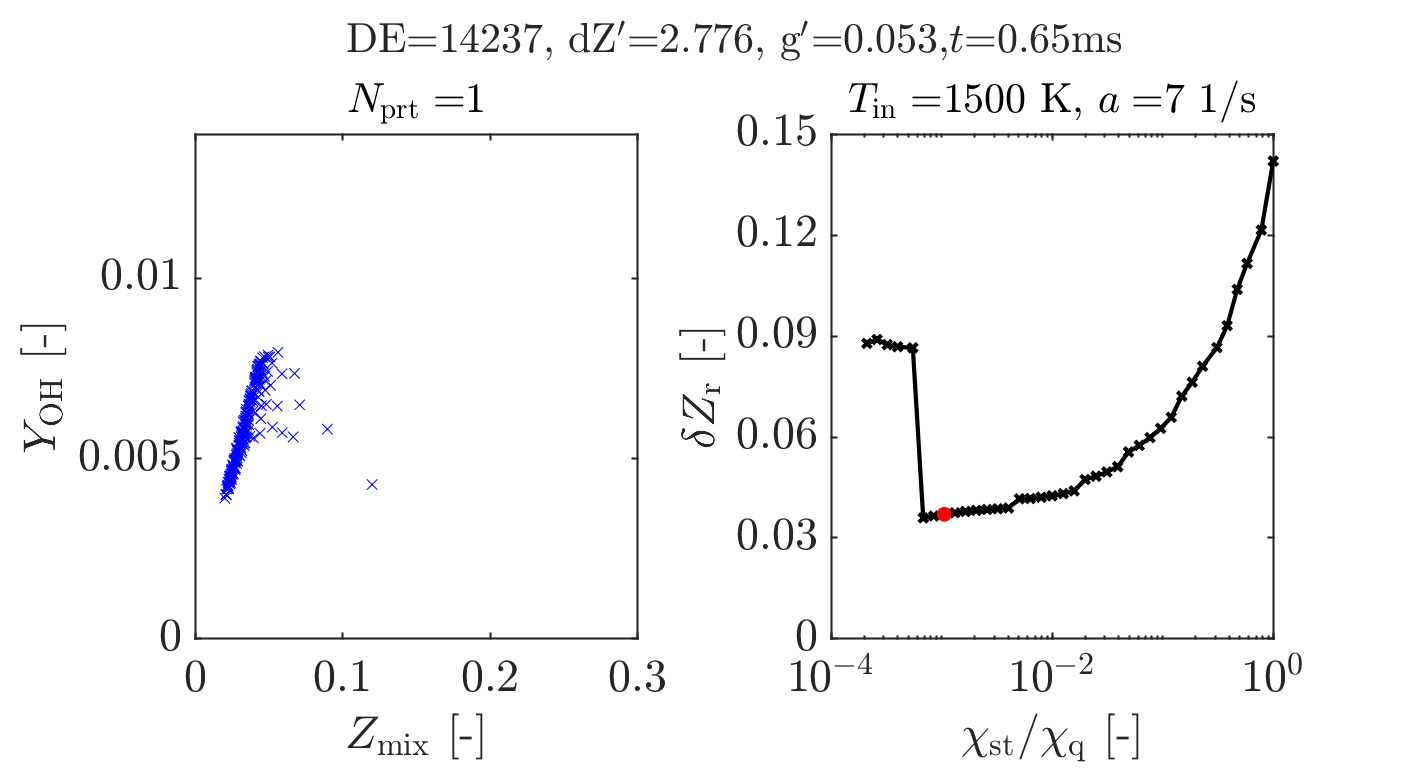 DE=14237, dZ′=2.776, g′=0.053,t=0.65ms
N_prt =1
T_in =1500 K, a =7 1/s
0.01
0.005
0
Y_OH [-]
0 0.1 0.2 0.3
Z_mix [-]
0.15
0.12
0.09
0.06
0.03
0
δZ_r [-]
10^−4 10^−2 10^0
χ_st/χ_q [-]